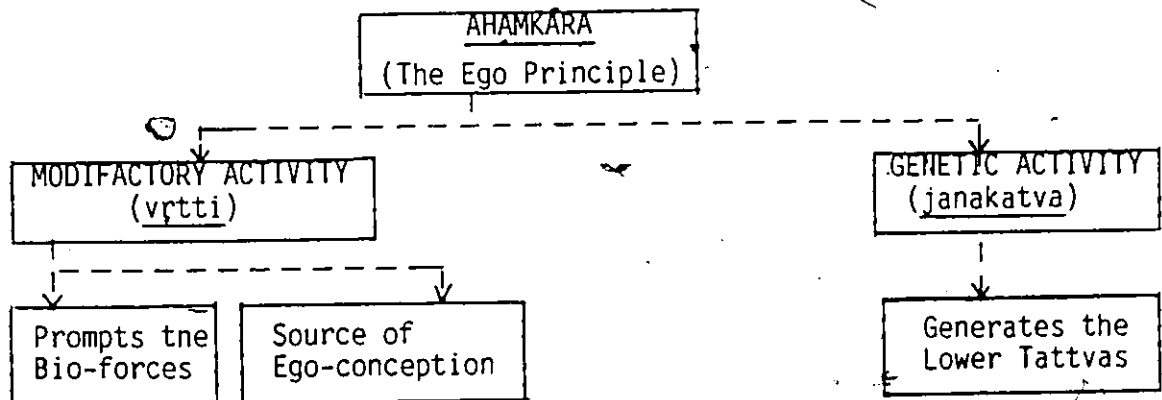 AHAMKARA
(The Ego Principle)
MODIFACTORY ACTIVITY
(vṛtti)
GENETIC ACTIVITY
(janakatva)
Prompts tne
Bio-forces
Source of
Ego-conception
Generates the
Lower Tattvas